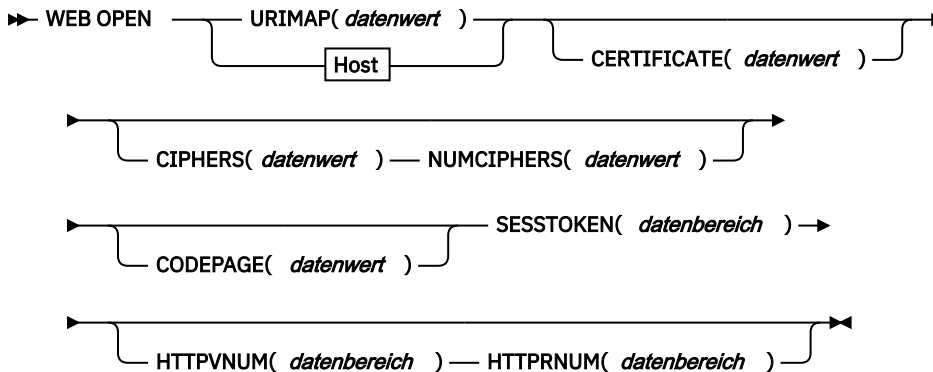 WEB OPEN URIMAP( datenwert )
Host
CERTIFICATE( datenwert )
CIPHERS( datenwert ) NUMCIPHERS( datenwert )
SESSTOKEN( datenbereich )
CODEPAGE( datenwert )
HTTPVNUM( datenbereich ) HTTPRNUM( datenbereich )